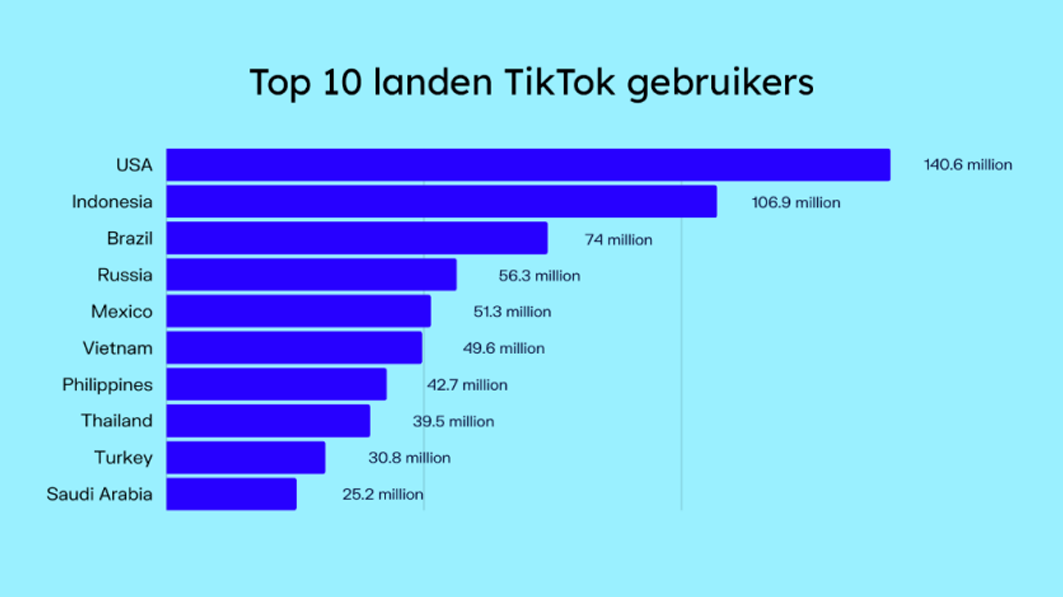 Top 10 landen TikTok gebruikers
USA 140.6 million
Indonesia 106.9 million
Brazil 74 million
Russia 56.3 million
Mexico 51.3 million
Vietnam 49.6 million
Philippines 42.7 million
Thailand 39.5 million
Turkey 30.8 million
Saudi Arabia 25.2 million